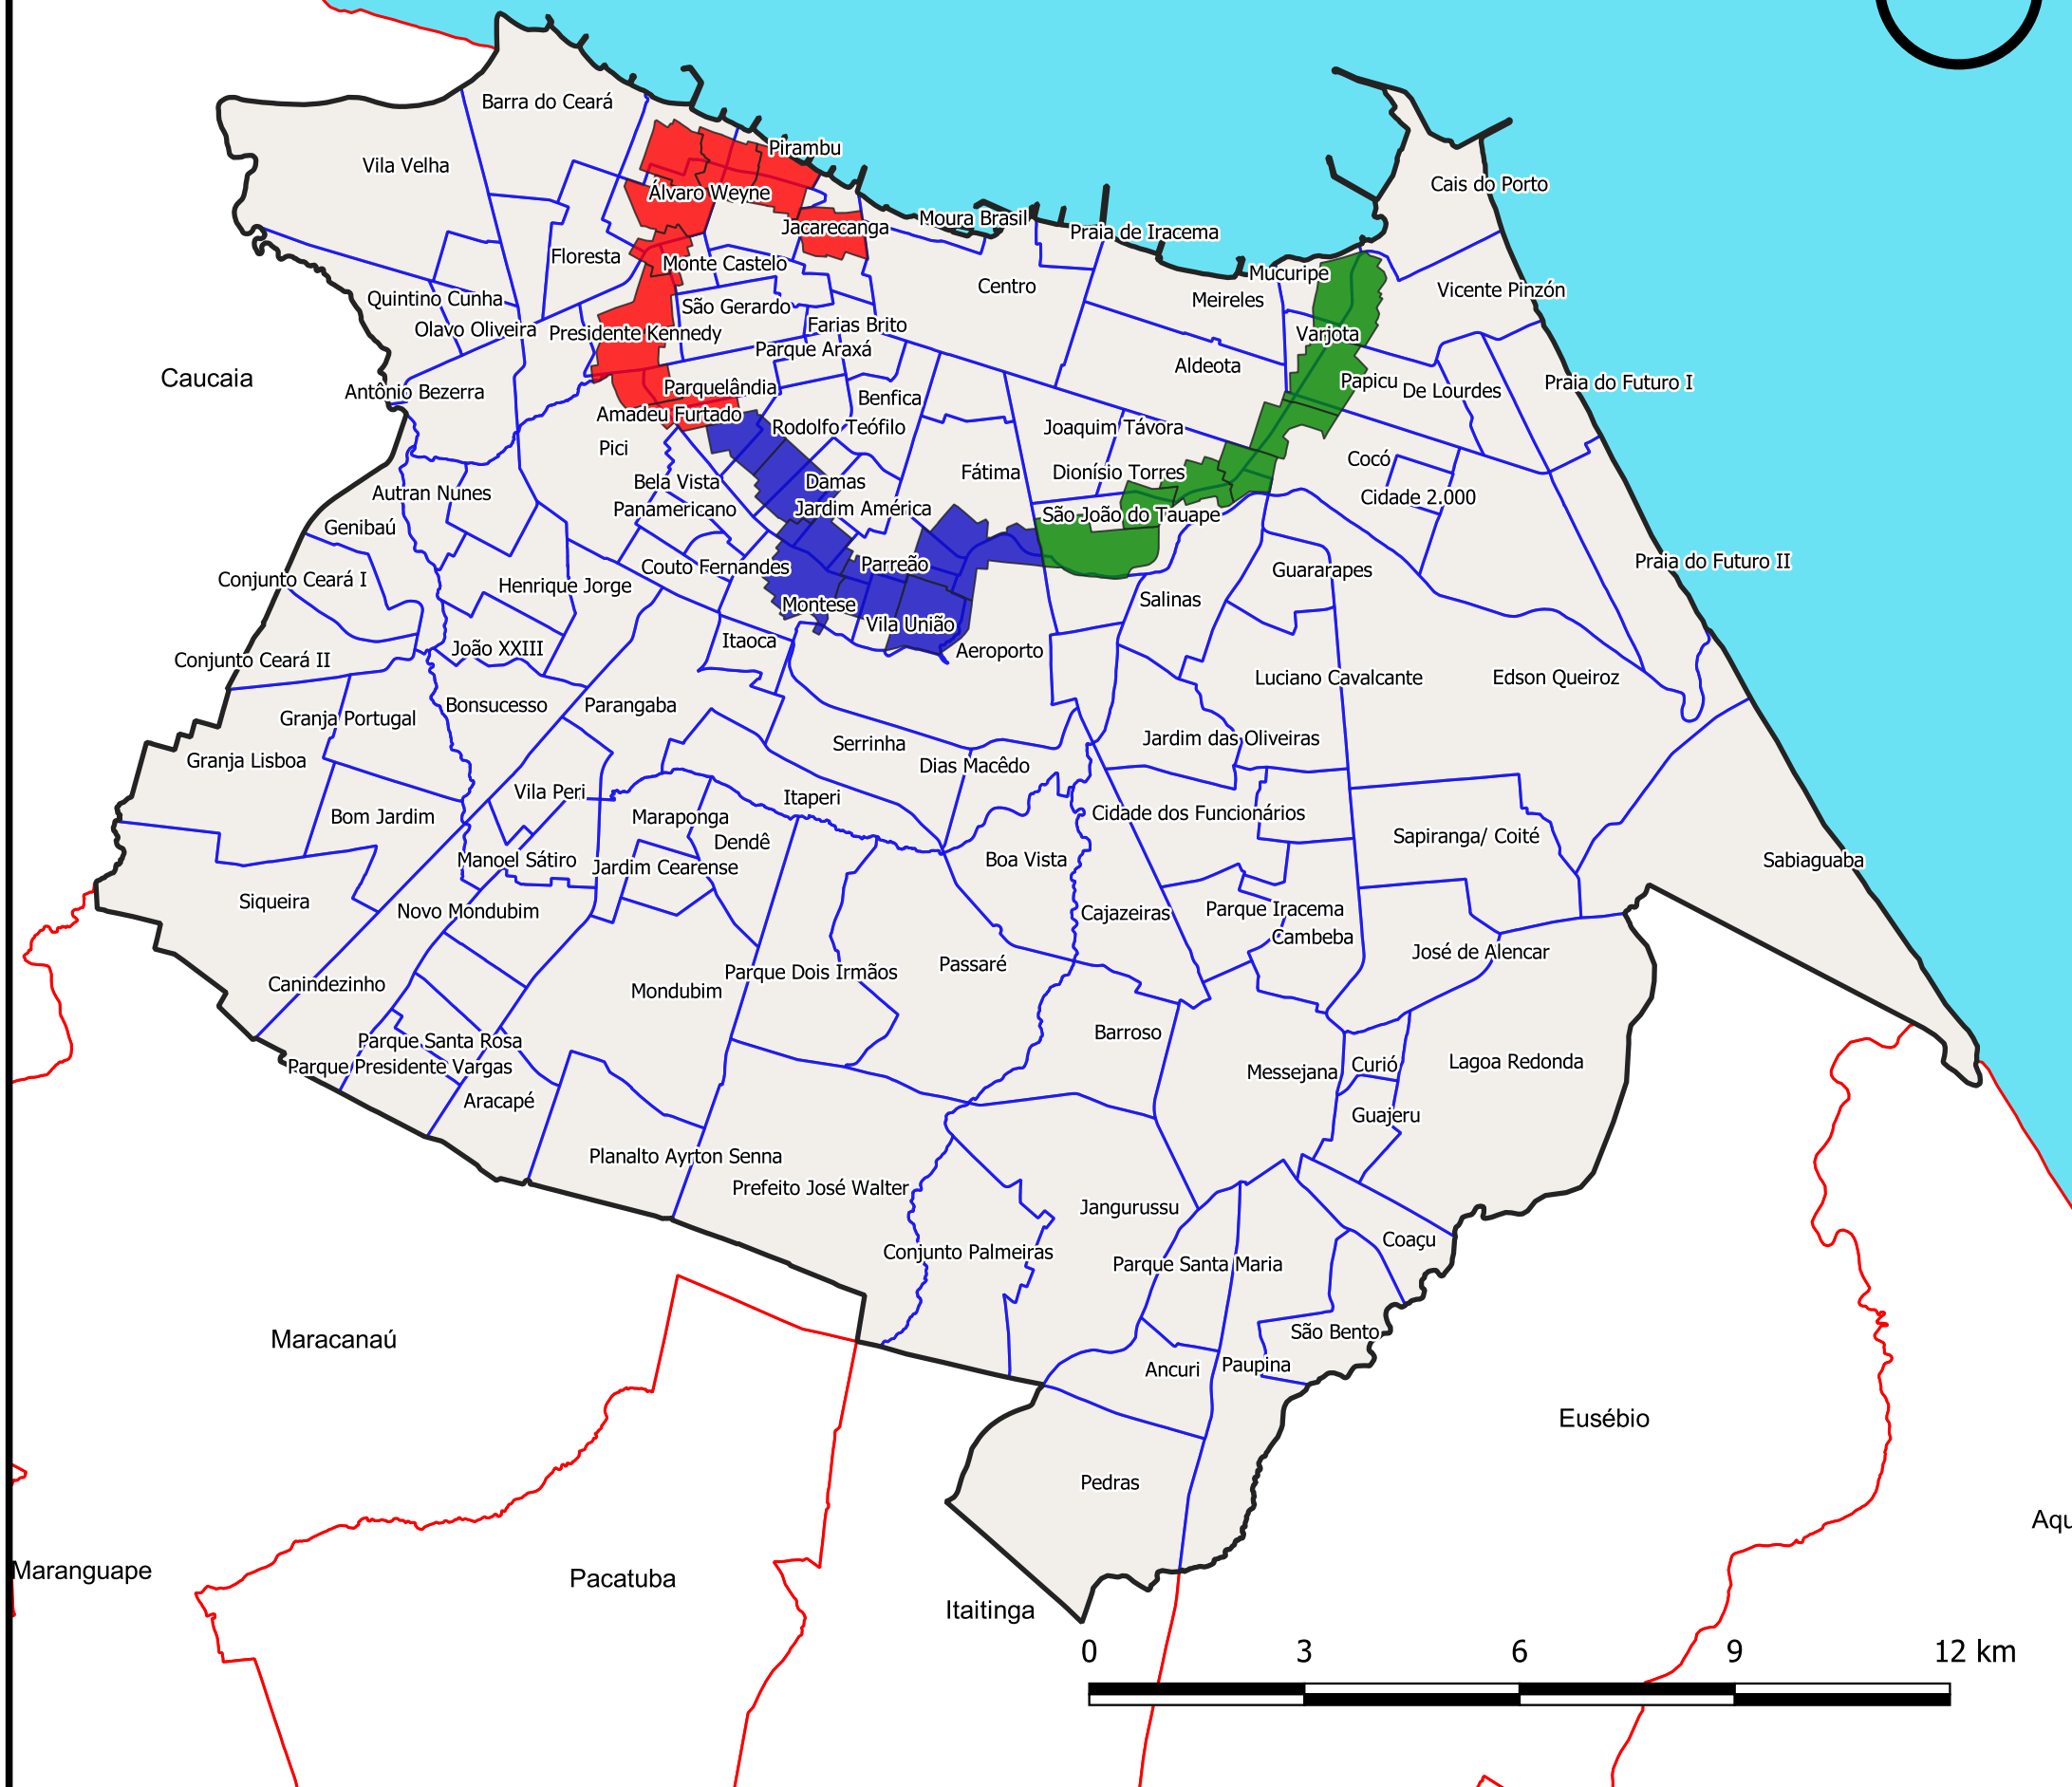 Barra do Ceará
Pirambu
Vila Velha
Cais do Porto
Álvaro Weyne
Moura Brasil
Jacarecanga
Praia de Iracema
Floresta
Monte Castelo
Mucuripe
Centro
Vicente Pinzón
Quintino Cunha
Meireles
São Gerardo
Farias Brito
Olavo Oliveira
Presidente Kennedy
Varjota
Parque Araxá
Aldeota
Caucaia
Papicu
Praia do Futuro I
Parquelândia
De Lourdes
Antônio Bezerra
Benfica
Amadeu Furtado
Rodolfo Teófilo
Joaquim Távora
Pici
Cocó
Fátima
Dionísio Torres
Bela Vista
Damas
Autran Nunes
Cidade 2.000
Panamericano
Jardim América
São João do Tauape
Genibaú
Praia do Futuro II
Parreão
Couto Fernandes
Guararapes
Conjunto Ceará I
Henrique Jorge
Salinas
Montese
Vila União
Itaoca
João XXIII
Aeroporto
Conjunto Ceará II
Luciano Cavalcante
Edson Queiroz
Bonsucesso
Parangaba
Granja Portugal
Jardim das Oliveiras
Serrinha
Granja Lisboa
Dias Macêdo
Vila Peri
Itaperi
Cidade dos Funcionários
Bom Jardim
Maraponga
Sapiranga/ Coité
Dendê
Manoel Sátiro
Boa Vista
Sabiaguaba
Jardim Cearense
Siqueira
Parque Iracema
Novo Mondubim
Cajazeiras
Cambeba
José de Alencar
Passaré
Parque Dois Irmãos
Canindezinho
Mondubim
Barroso
Parque Santa Rosa
Lagoa Redonda
Curió
Parque Presidente Vargas
Messejana
Aracapé
Guajeru
Planalto Ayrton Senna
Prefeito José Walter
Jangurussu
Coaçu
Conjunto Palmeiras
Parque Santa Maria
São Bento
Maracanaú
Paupina
Ancuri
Eusébio
Pedras
Aqu
Maranguape
Pacatuba
Itaitinga
0 3 6 9 12 km